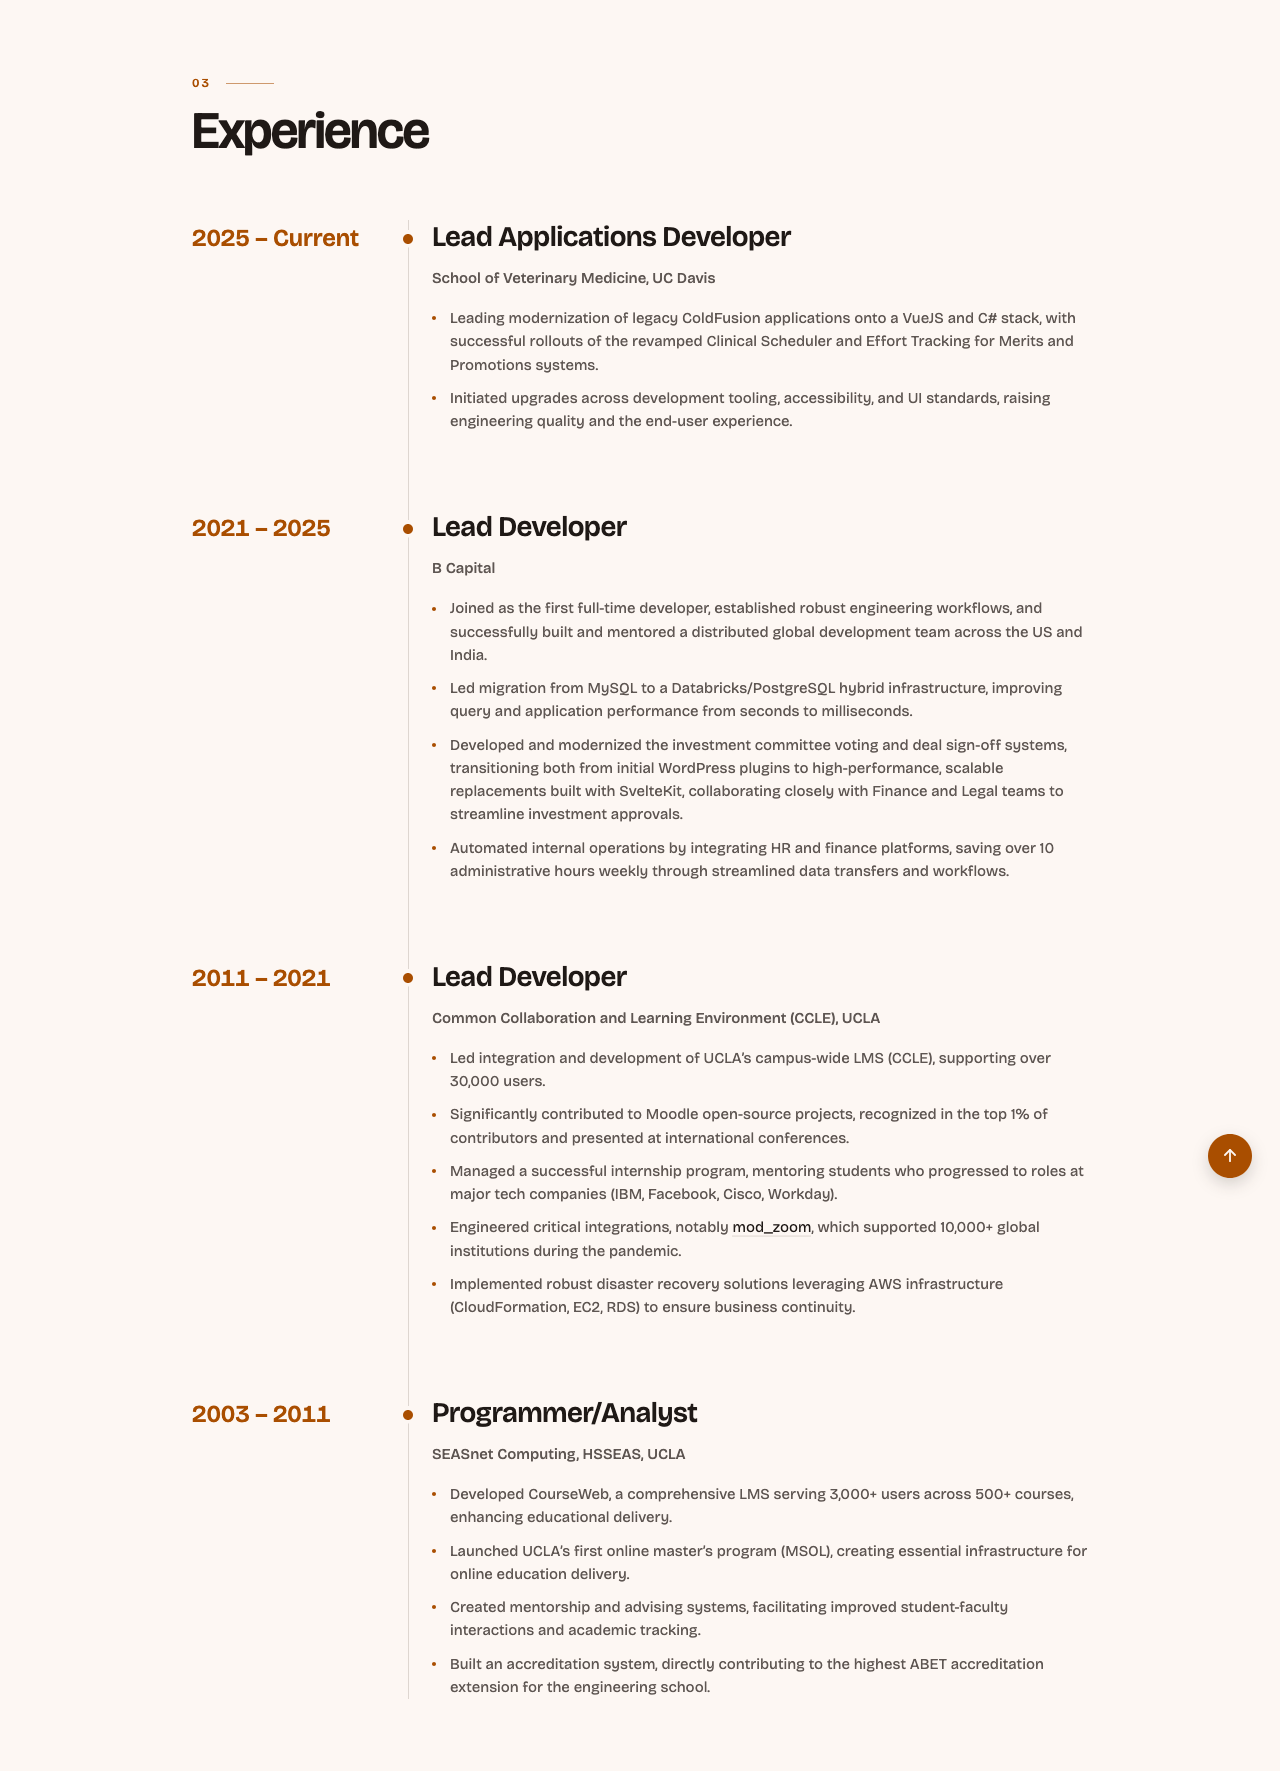 03
Experience
2025 – Current
Lead Applications Developer
School of Veterinary Medicine, UC Davis
• Leading modernization of legacy ColdFusion applications onto a VueJS and C# stack, with
successful rollouts of the revamped Clinical Scheduler and Effort Tracking for Merits and
Promotions systems.
• Initiated upgrades across development tooling, accessibility, and UI standards, raising
engineering quality and the end-user experience.
2021 – 2025
Lead Developer
B Capital
• Joined as the first full-time developer, established robust engineering workflows, and
successfully built and mentored a distributed global development team across the US and
India.
• Led migration from MySQL to a Databricks/PostgreSQL hybrid infrastructure, improving
query and application performance from seconds to milliseconds.
• Developed and modernized the investment committee voting and deal sign-off systems,
transitioning both from initial WordPress plugins to high-performance, scalable
replacements built with SvelteKit, collaborating closely with Finance and Legal teams to
streamline investment approvals.
• Automated internal operations by integrating HR and finance platforms, saving over 10
administrative hours weekly through streamlined data transfers and workflows.
2011 – 2021
Lead Developer
Common Collaboration and Learning Environment (CCLE), UCLA
• Led integration and development of UCLA’s campus-wide LMS (CCLE), supporting over
30,000 users.
• Significantly contributed to Moodle open-source projects, recognized in the top 1% of
contributors and presented at international conferences.
• Managed a successful internship program, mentoring students who progressed to roles at
major tech companies (IBM, Facebook, Cisco, Workday).
• Engineered critical integrations, notably mod_zoom, which supported 10,000+ global
institutions during the pandemic.
• Implemented robust disaster recovery solutions leveraging AWS infrastructure
(CloudFormation, EC2, RDS) to ensure business continuity.
2003 – 2011
Programmer/Analyst
SEASnet Computing, HSSEAS, UCLA
• Developed CourseWeb, a comprehensive LMS serving 3,000+ users across 500+ courses,
enhancing educational delivery.
• Launched UCLA’s first online master’s program (MSOL), creating essential infrastructure for
online education delivery.
• Created mentorship and advising systems, facilitating improved student-faculty
interactions and academic tracking.
• Built an accreditation system, directly contributing to the highest ABET accreditation
extension for the engineering school.